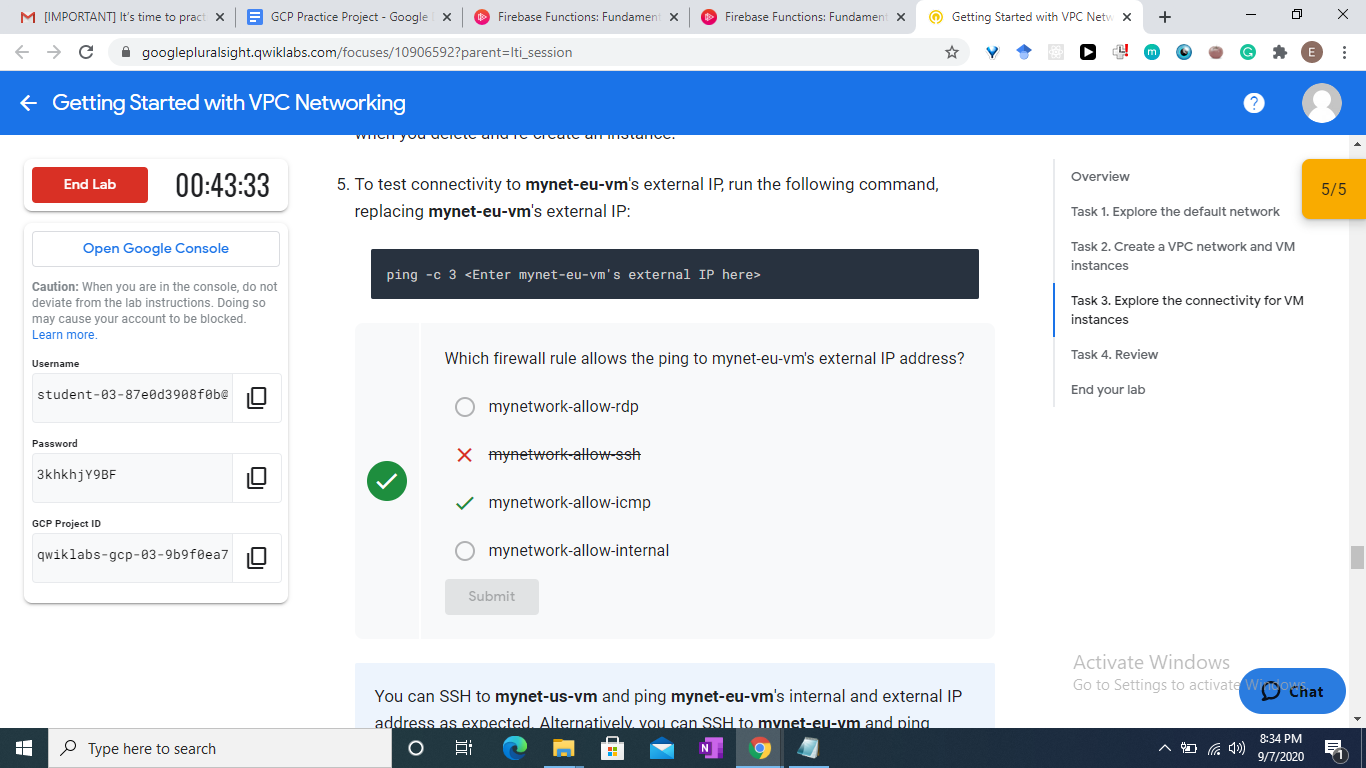 [IMPORTANT] It's time to pract
GCP Practice Project - Google
Firebase Functions: Fundament
Firebase Functions: Fundament
Getting Started with VPC Netw
googlepluralsight.qwiklabs.com/focuses/10906592?parent=lti_session
E
Getting Started with VPC Networking
when you delete and re-create an instance.
End Lab
00:43:33
Open Google Console
Caution: When you are in the console, do not
deviate from the lab instructions. Doing so
may cause your account to be blocked.
Learn more.
Username
student-03-87e0d3908f0b@
Password
3khkhjY9BF
GCP Project ID
qwiklabs-gcp-03-9b9f0ea7
5. To test connectivity to mynet-eu-vm's external IP, run the following command,
replacing mynet-eu-vm's external IP:
ping -c 3 <Enter mynet-eu-vm's external IP here>
Which firewall rule allows the ping to mynet-eu-vm's external IP address?
mynetwork-allow-rdp
mynetwork-allow-ssh
mynetwork-allow-icmp
mynetwork-allow-internal
Submit
You can SSH to mynet-us-vm and ping mynet-eu-vm's internal and external IP
address as expected. Alternatively, you can SSH to mynet-eu-vm and ping
Overview
Task 1. Explore the default network
Task 2. Create a VPC network and VM
instances
Task 3. Explore the connectivity for VM
instances
Task 4. Review
End your lab
5/5
Activate Windows
Go to Settings to activate Windows.
Chat
Type here to search
8:34 PM
9/7/2020
1